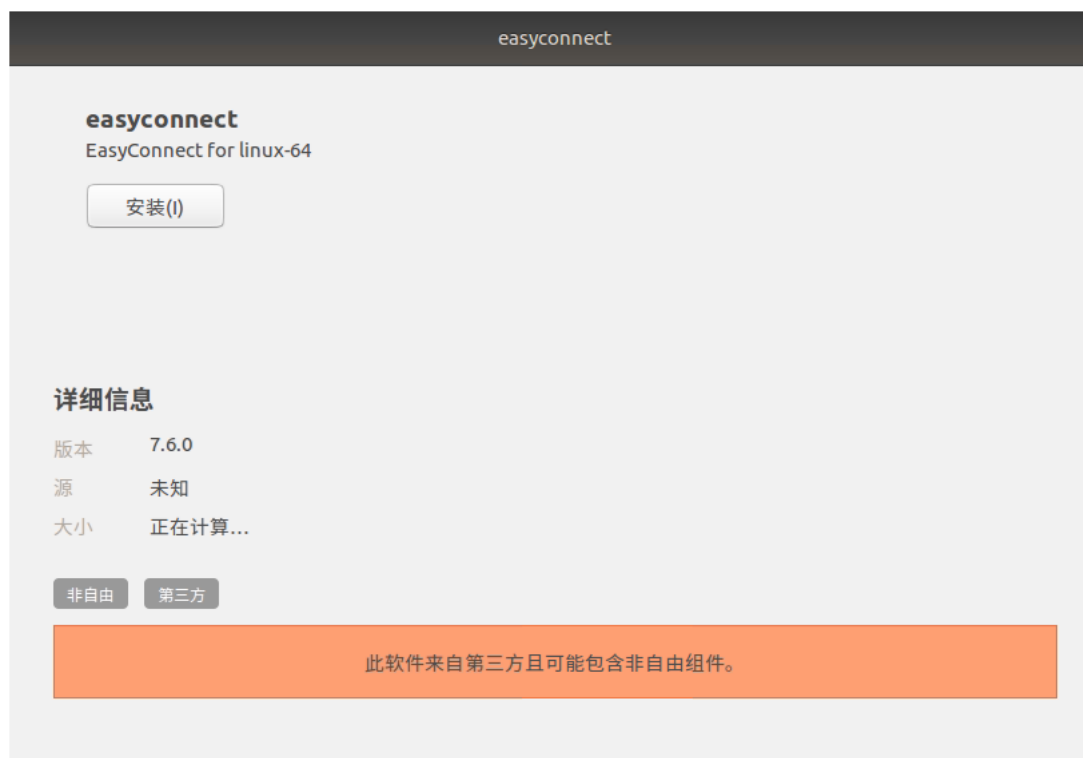 easyconnect
easyconnect
EasyConnect for linux-64
安装(I)
详细信息
版本 7.6.0
源 未知
大小 正在计算…
非自由 第三方
此软件来自第三方且可能包含非自由组件。